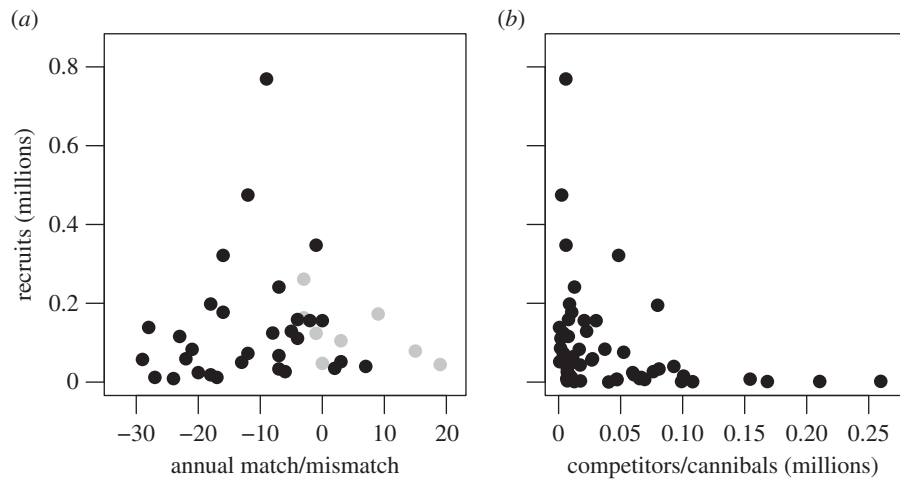 (a)
(b)
recruits (millions)
0.8
0.6
0.4
0.2
0
−30 −20 −10 0 10 20
annual match/mismatch
0 0.05 0.10 0.15 0.20 0.25
competitors/cannibals (millions)